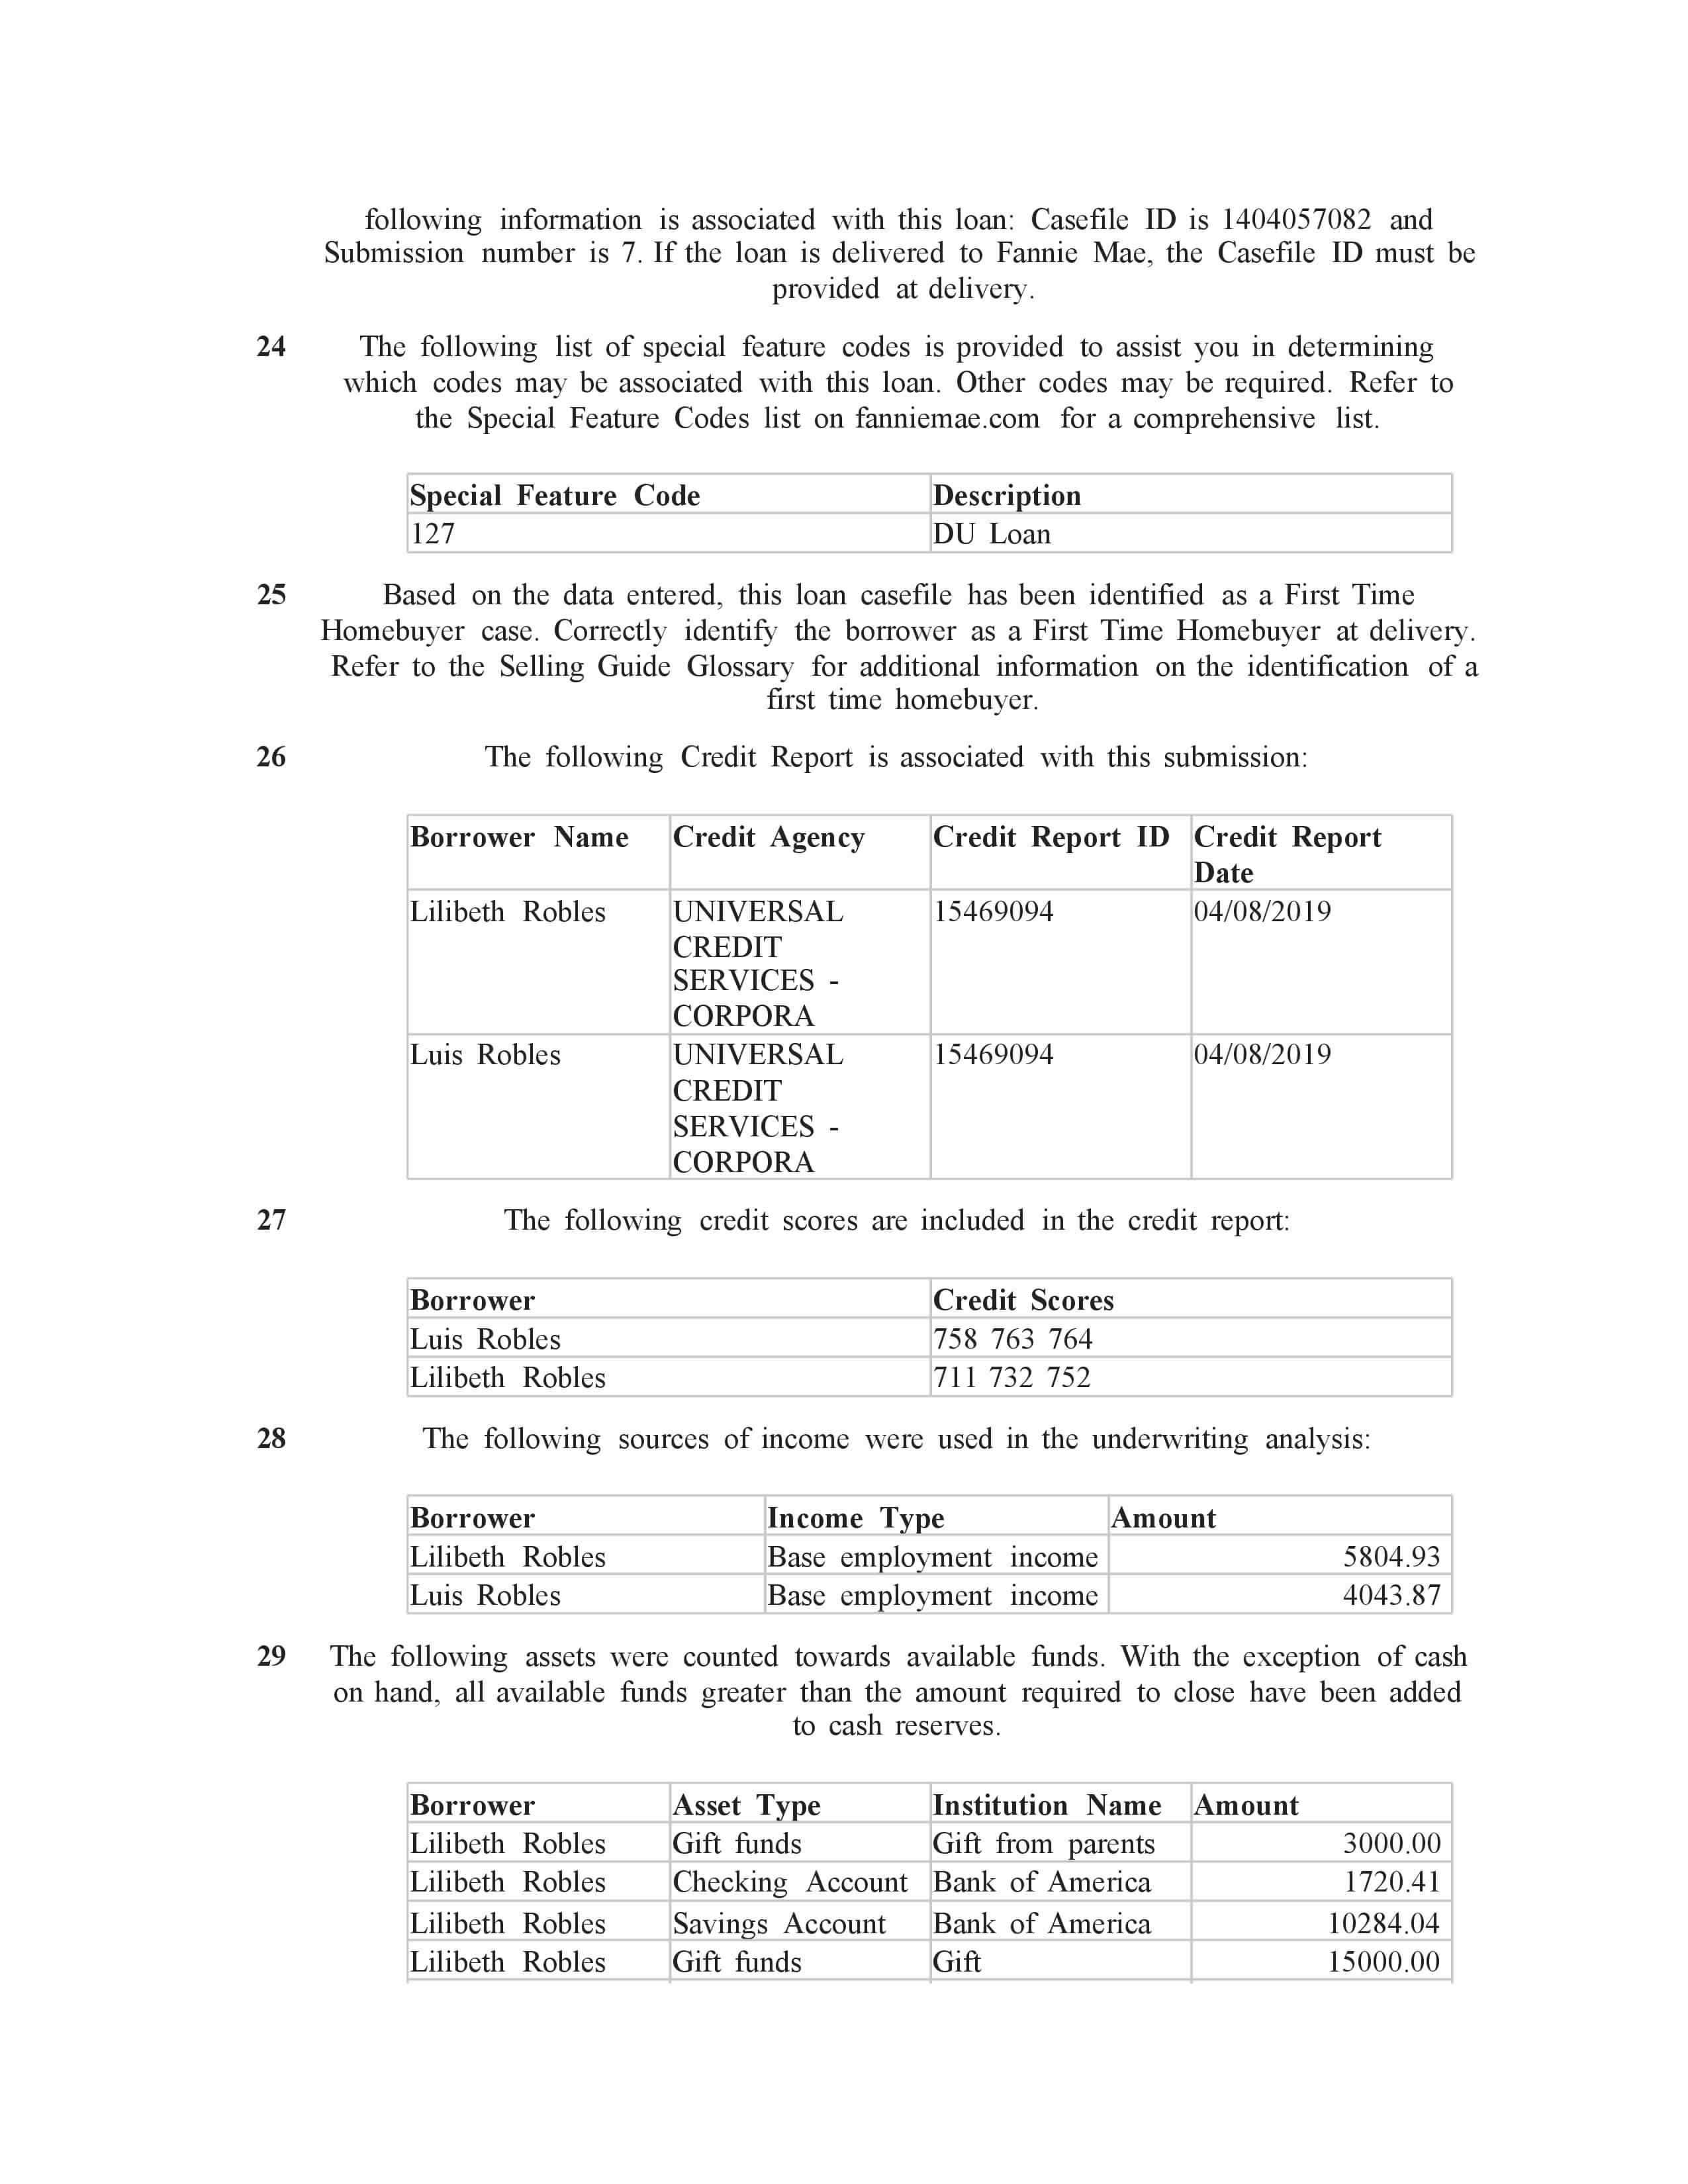 following information is associated with this loan: Casefile ID is 1404057082 and
Submission number is 7. If the loan is delivered to Fannie Mae, the Casefile ID must be
provided at delivery.
24 The following list of special feature codes is provided to assist you in determining
which codes may be associated with this loan. Other codes may be required. Refer to
the Special Feature Codes list on fanniemae.com for a comprehensive list.
Special Feature Code Description
127 DU Loan
25 Based on the data entered, this loan casefile has been identified as a First Time
Homebuyer case. Correctly identify the borrower as a First Time Homebuyer at delivery.
Refer to the Selling Guide Glossary for additional information on the identification of a
first time homebuyer.
26 The following Credit Report is associated with this submission:
Borrower Name Credit Agency Credit Report ID Credit Report
Date
Lilibeth Robles UNIVERSAL 15469094 04/08/2019
CREDIT
SERVICES -
CORPORA
Luis Robles UNIVERSAL 15469094 04/08/2019
CREDIT
SERVICES -
CORPORA
27 The following credit scores are included in the credit report:
Borrower Credit Scores
Luis Robles 758 763 764
Lilibeth Robles 711 732 752
28 The following sources of income were used in the underwriting analysis:
Borrower Income Type Amount
Lilibeth Robles Base employment income 5804.93
Luis Robles Base employment income 4043.87
29 The following assets were counted towards available funds. With the exception of cash
on hand, all available funds greater than the amount required to close have been added
to cash reserves.
Borrower Asset Type Institution Name Amount
Lilibeth Robles Gift funds Gift from parents 3000.00
Lilibeth Robles Checking Account Bank of America 1720.41
Lilibeth Robles Savings Account Bank of America 10284.04
Lilibeth Robles Gift funds Gift 15000.00